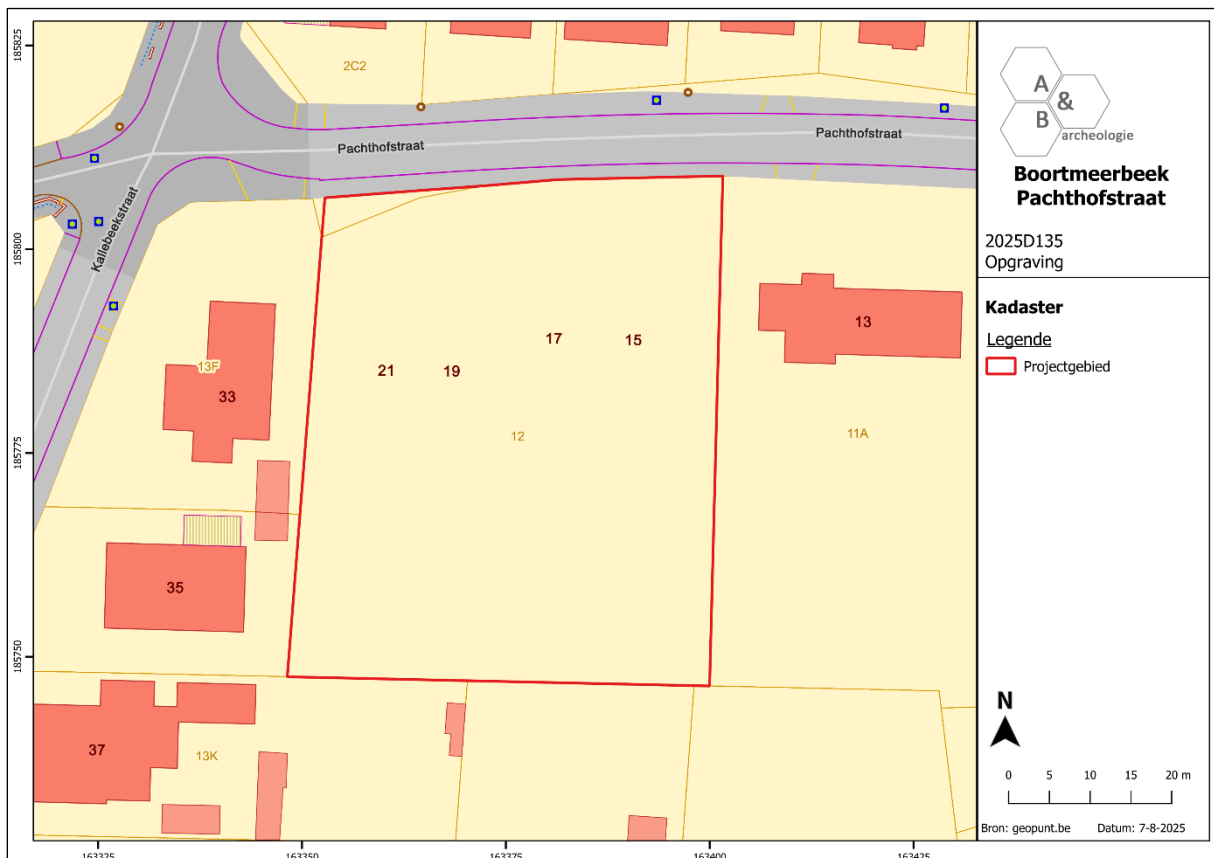 185825
185800
185775
185750
163325
163350
163375
163400
163425
2C2
Pachthofstraat
Pachthofstraat
Kallebeekstraat
13
17
15
21
19
13F
33
12
11A
35
37
13K
A
&
B
archeologie
Boortmeerbeek
Pachthofstraat
2025D135
Opgraving
Kadaster
Legende
Projectgebied
N
0 5 10 15 20 m
Bron: geopunt.be Datum: 7-8-2025